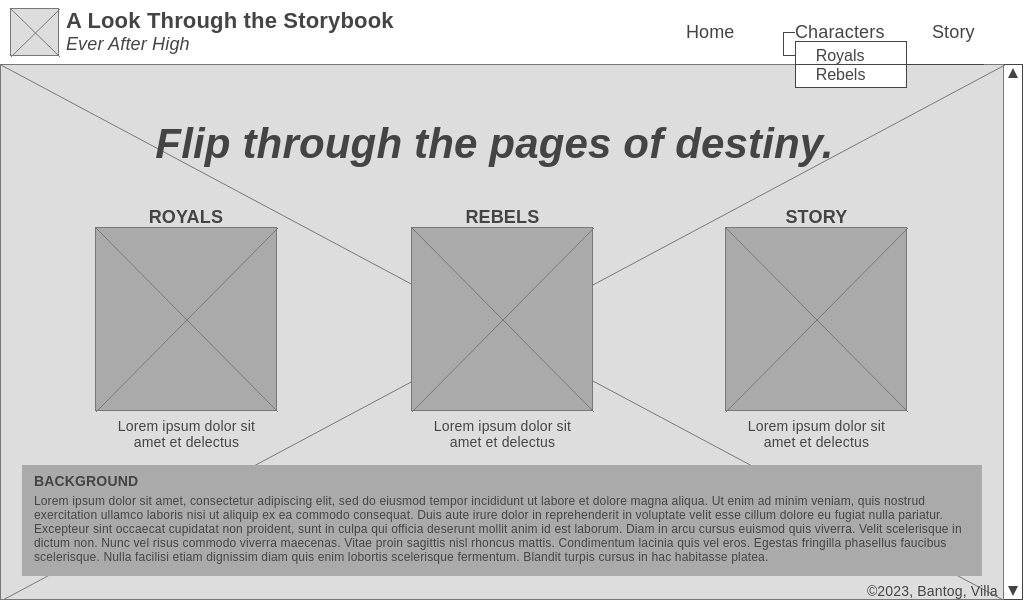 A Look Through the Storybook
Ever After High
Home
Characters
Story
Royals
Rebels
Flip through the pages of destiny.
ROYALS
REBELS
STORY
Lorem ipsum dolor sit
amet et delectus
Lorem ipsum dolor sit
amet et delectus
Lorem ipsum dolor sit
amet et delectus
BACKGROUND
Lorem ipsum dolor sit amet, consectetur adipiscing elit, sed do eiusmod tempor incididunt ut labore et dolore magna aliqua. Ut enim ad minim veniam, quis nostrud
exercitation ullamco laboris nisi ut aliquip ex ea commodo consequat. Duis aute irure dolor in reprehenderit in voluptate velit esse cillum dolore eu fugiat nulla pariatur.
Excepteur sint occaecat cupidatat non proident, sunt in culpa qui officia deserunt mollit anim id est laborum. Diam in arcu cursus euismod quis viverra. Velit scelerisque in
dictum non. Nunc vel risus commodo viverra maecenas. Vitae proin sagittis nisl rhoncus mattis. Condimentum lacinia quis vel eros. Egestas fringilla phasellus faucibus
scelerisque. Nulla facilisi etiam dignissim diam quis enim lobortis scelerisque fermentum. Blandit turpis cursus in hac habitasse platea.
©2023, Bantog, Villa